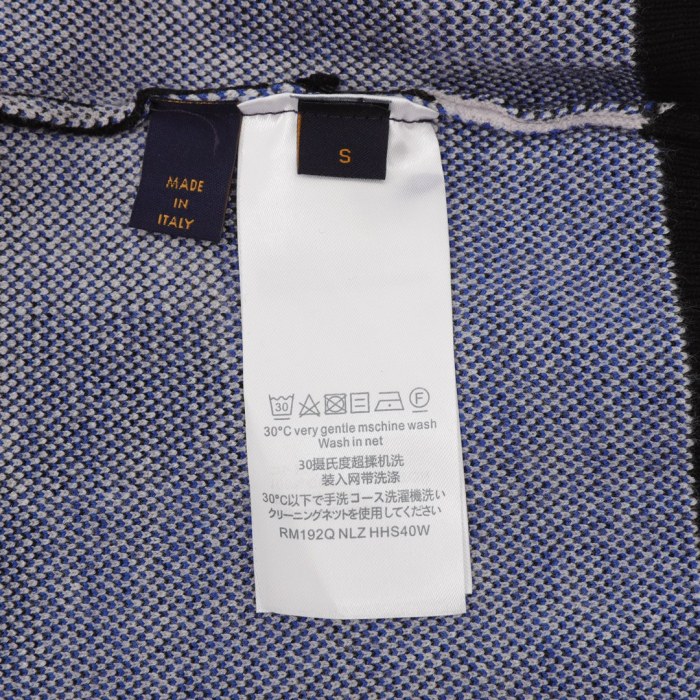 MADE
IN
ITALY
S
30
F
30°C very gentle mschine wash
Wash in net
30摄氏度超揉机洗
装入网带洗涤
30°C以下で手洗コース洗濯機洗い
クリーニングネットを使用してください
RM192Q NLZ HHS40W